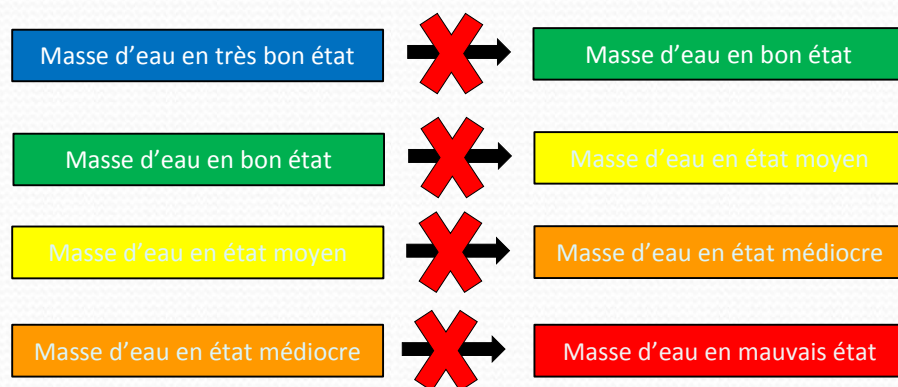 Masse d’eau en très bon état
Masse d’eau en bon état
Masse d’eau en bon état
Masse d’eau en état moyen
Masse d’eau en état moyen
Masse d’eau en état médiocre
Masse d’eau en état médiocre
Masse d’eau en mauvais état